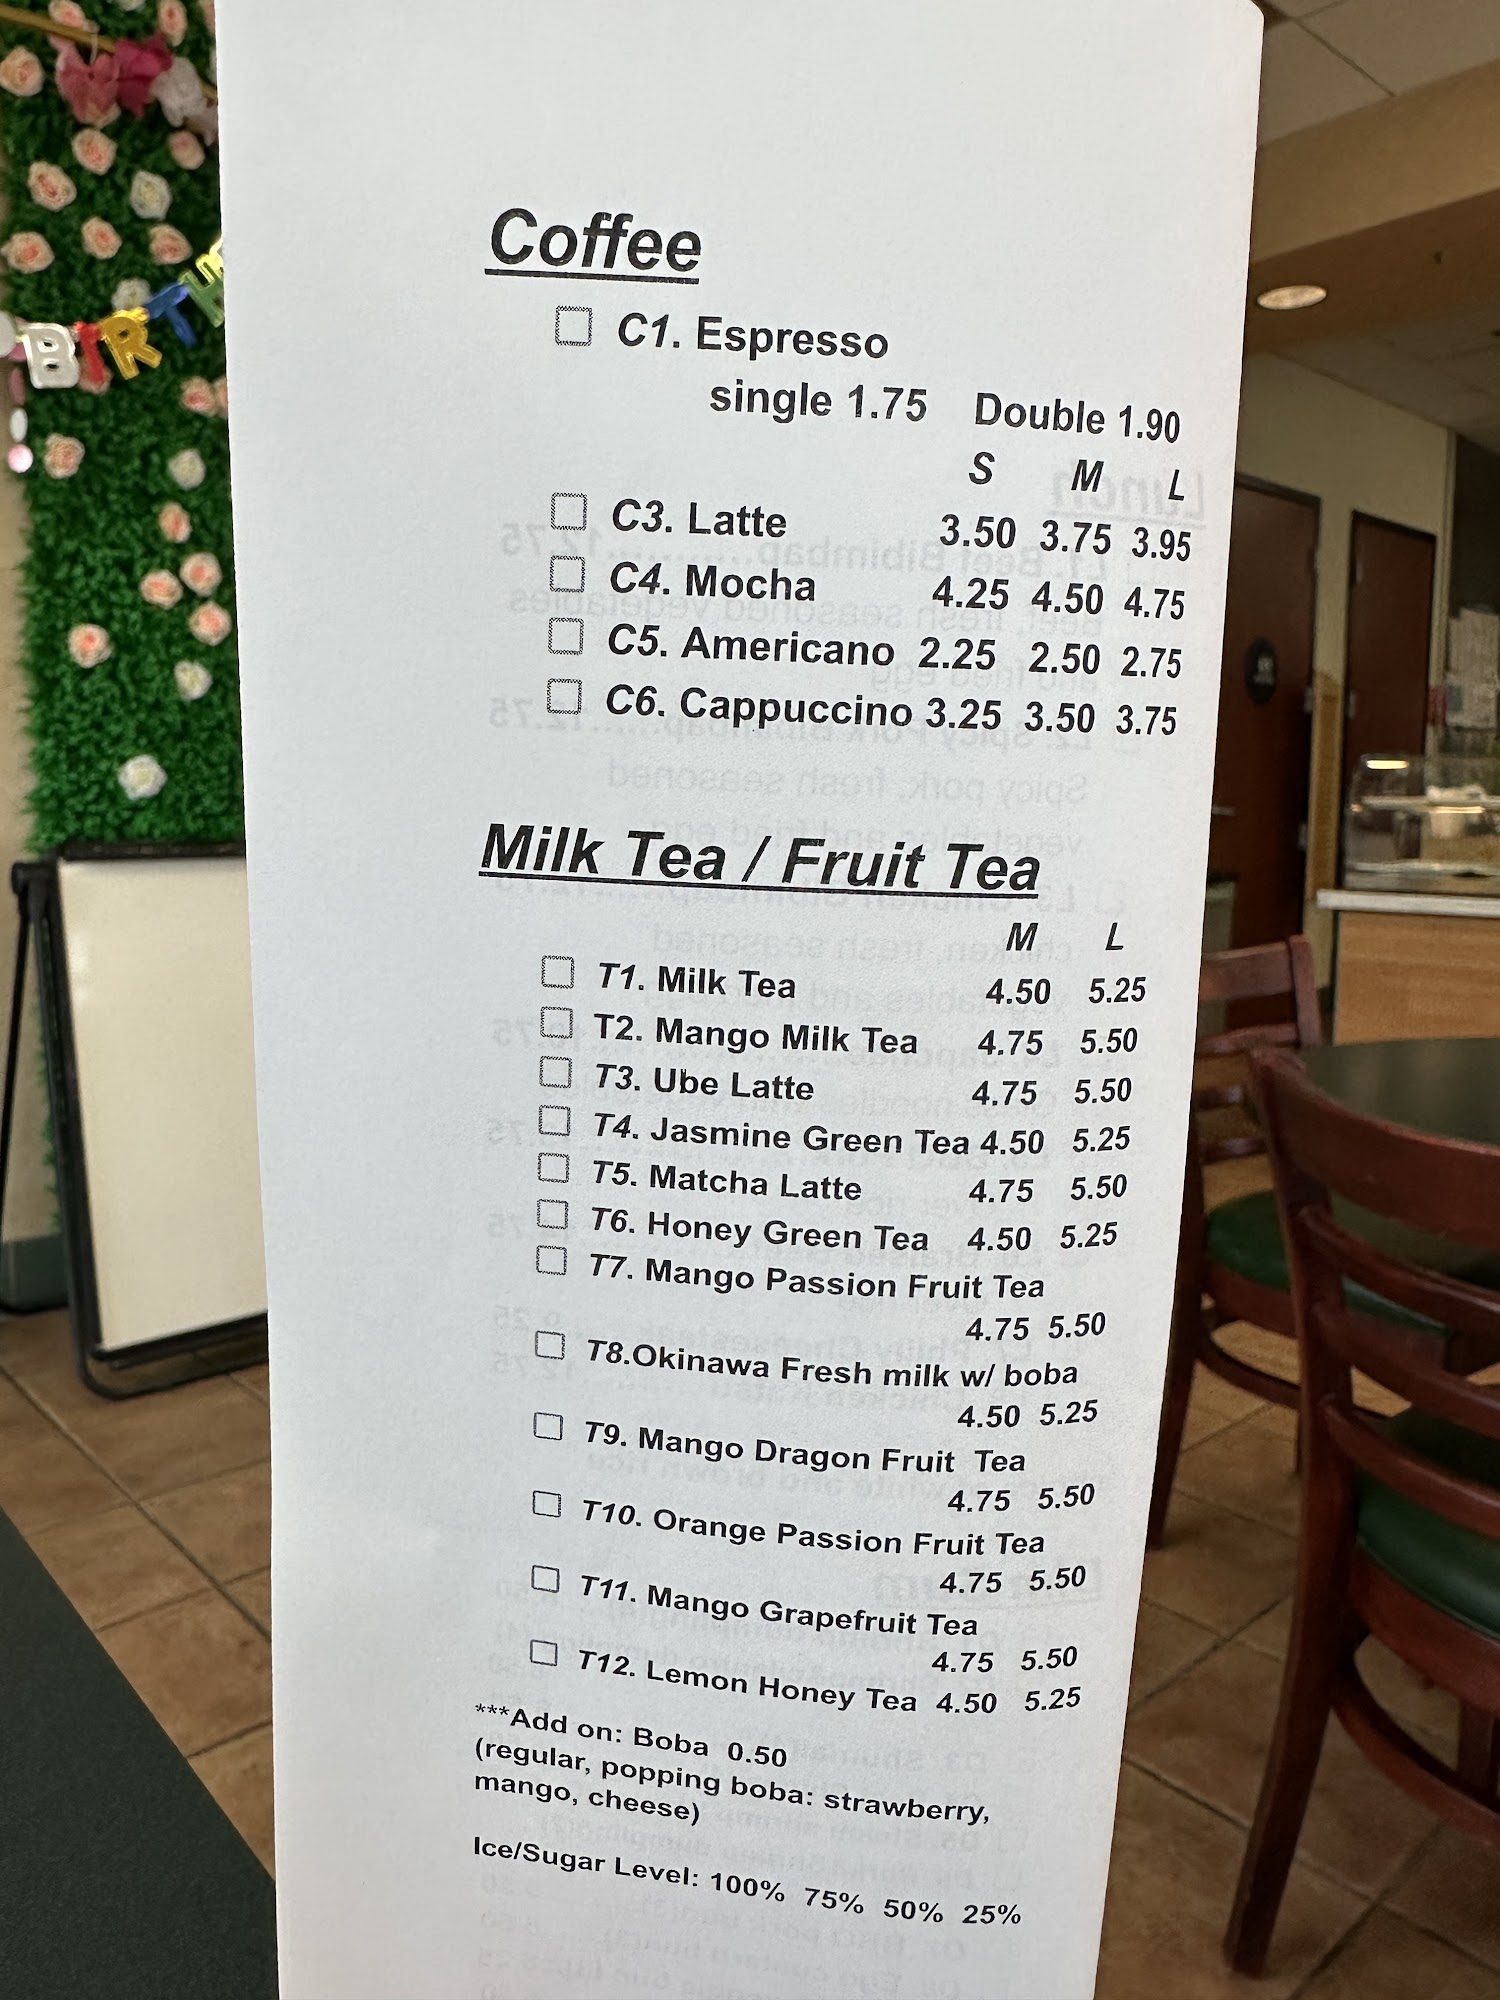 BIRTH
Coffee
C1. Espresso
single 1.75 Double 1.90
S M L
C3. Latte 3.50 3.75 3.95
C4. Mocha 4.25 4.50 4.75
C5. Americano 2.25 2.50 2.75
C6. Cappuccino 3.25 3.50 3.75
Milk Tea / Fruit Tea
M L
T1. Milk Tea 4.50 5.25
T2. Mango Milk Tea 4.75 5.50
T3. Ube Latte 4.75 5.50
T4. Jasmine Green Tea 4.50 5.25
T5. Matcha Latte 4.75 5.50
T6. Honey Green Tea 4.50 5.25
T7. Mango Passion Fruit Tea
4.75 5.50
T8.Okinawa Fresh milk w/ boba
4.50 5.25
T9. Mango Dragon Fruit Tea
4.75 5.50
T10. Orange Passion Fruit Tea
4.75 5.50
T11. Mango Grapefruit Tea
4.75 5.50
T12. Lemon Honey Tea 4.50 5.25
***Add on: Boba 0.50
(regular, popping boba: strawberry,
mango, cheese)
Ice/Sugar Level: 100% 75% 50% 25%